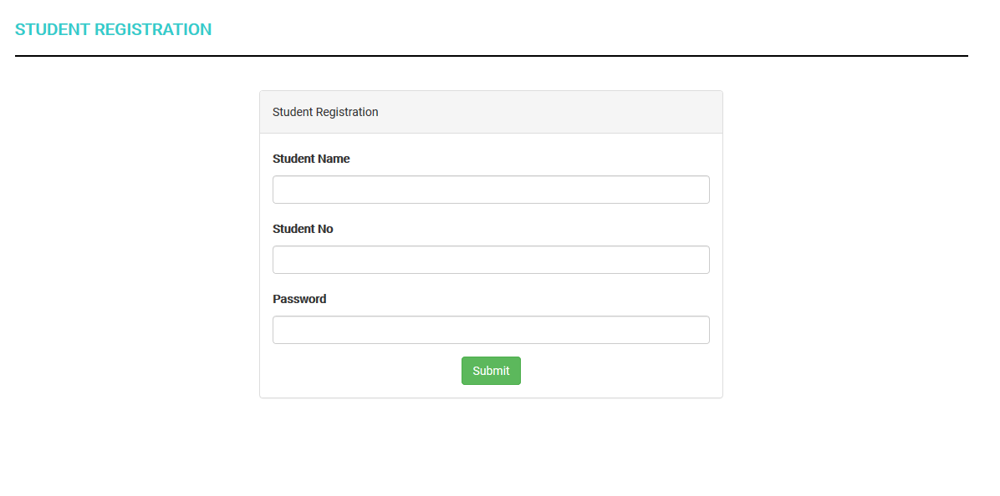 STUDENT REGISTRATION
Student Registration
Student Name
Student No
Password
Submit